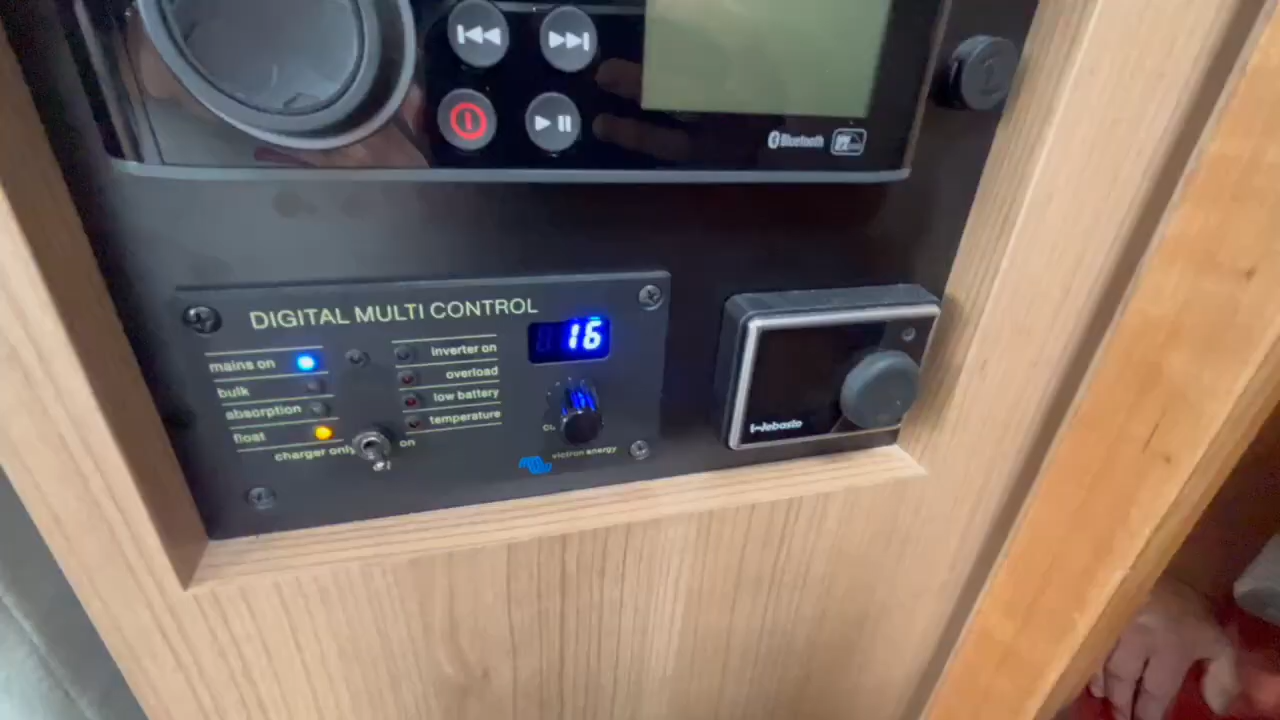 Bluetooth
DIGITAL MULTI CONTROL
16
mains on
inverter on
bulk
overload
absorption
low battery
float
temperature
charger only
on
off
victron energy
Webasto